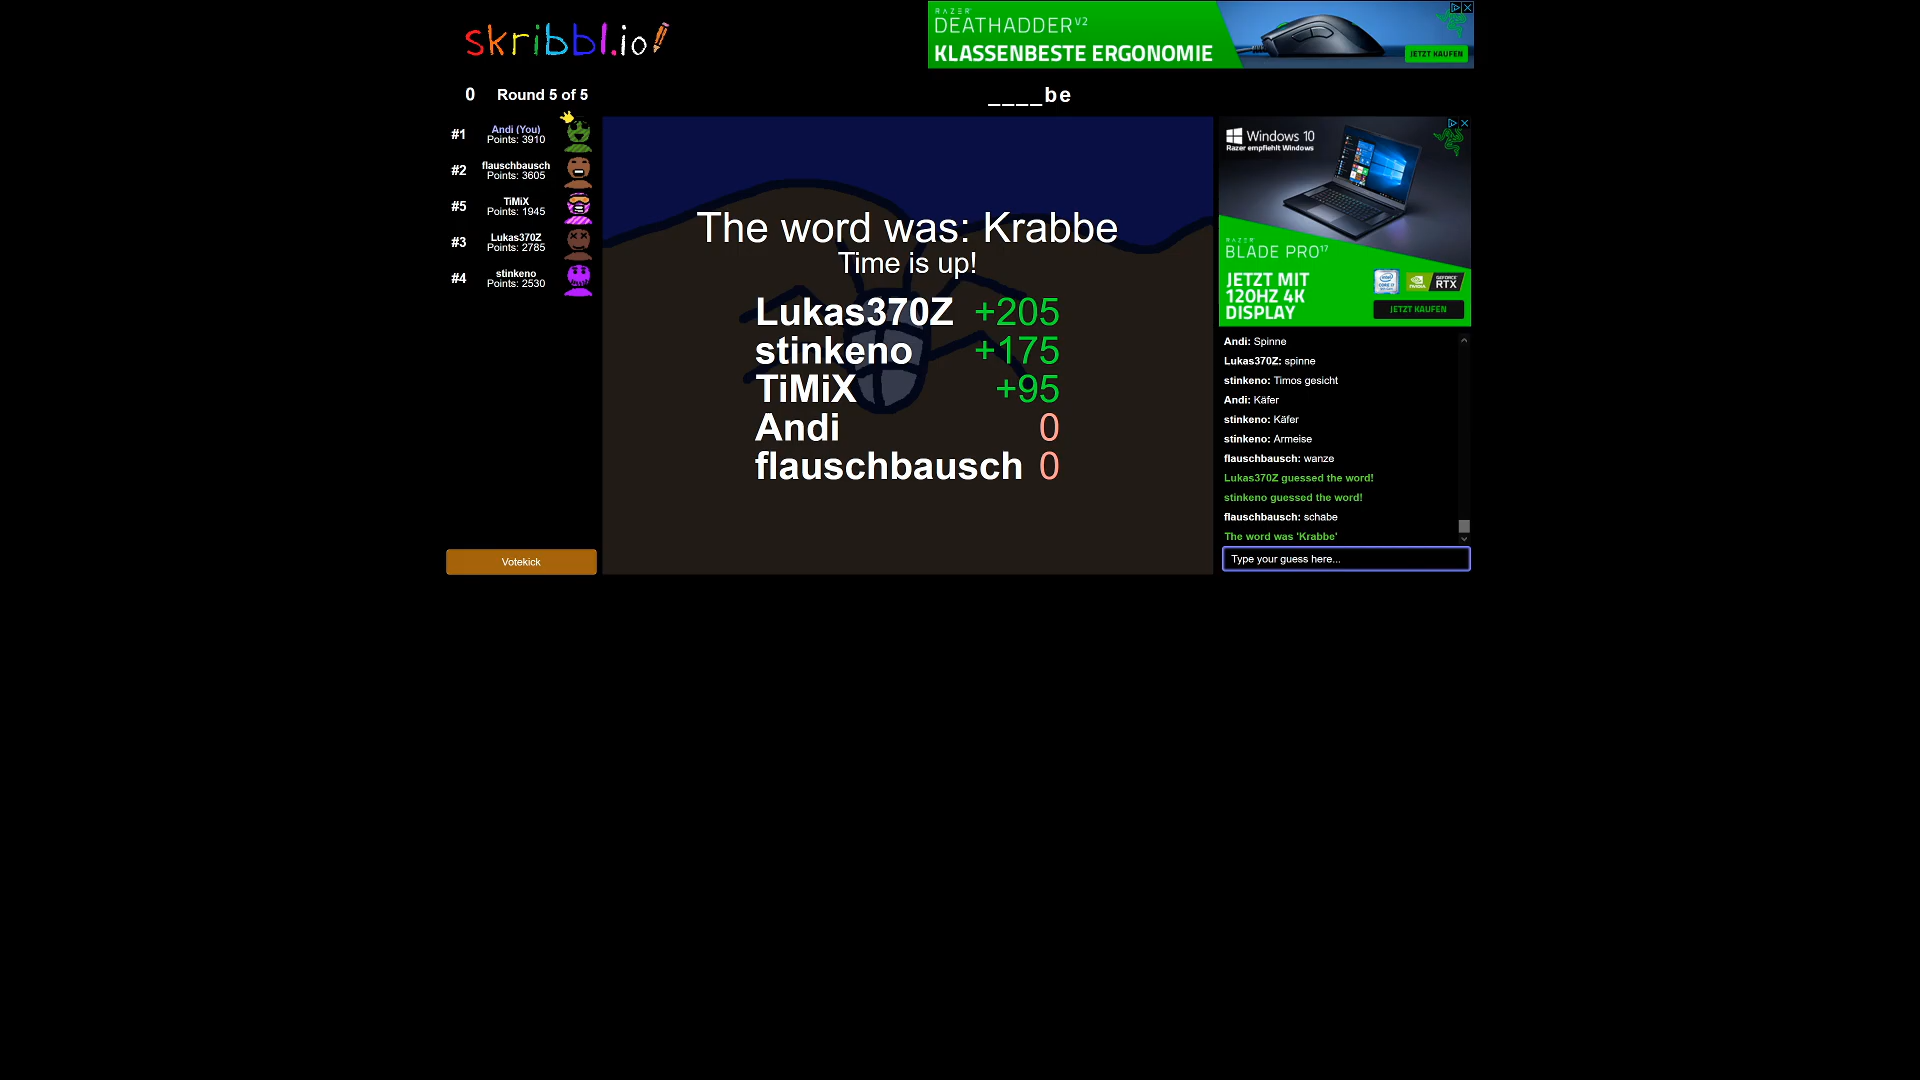 skribbl.io
RAZER
DEATHADDER V2
KLASSENBESTE ERGONOMIE
JETZT KAUFEN
0 Round 5 of 5
____be
#1 Andi (You)
Points: 3910
#2 flauschbausch
Points: 3605
#5 TiMiX
Points: 1945
#3 Lukas370Z
Points: 2785
#4 stinkeno
Points: 2530
Votekick
The word was: Krabbe
Time is up!
Lukas370Z +205
stinkeno +175
TiMiX +95
Andi 0
flauschbausch 0
Windows 10
Razer empfiehlt Windows
RAZER
BLADE PRO 17
JETZT MIT
120HZ 4K
DISPLAY
intel
CORE i7
NVIDIA
GEFORCE
RTX
JETZT KAUFEN
Andi: Spinne
Lukas370Z: spinne
stinkeno: Timos gesicht
Andi: Käfer
stinkeno: Käfer
stinkeno: Armeise
flauschbausch: wanze
Lukas370Z guessed the word!
stinkeno guessed the word!
flauschbausch: schabe
The word was 'Krabbe'
Type your guess here...